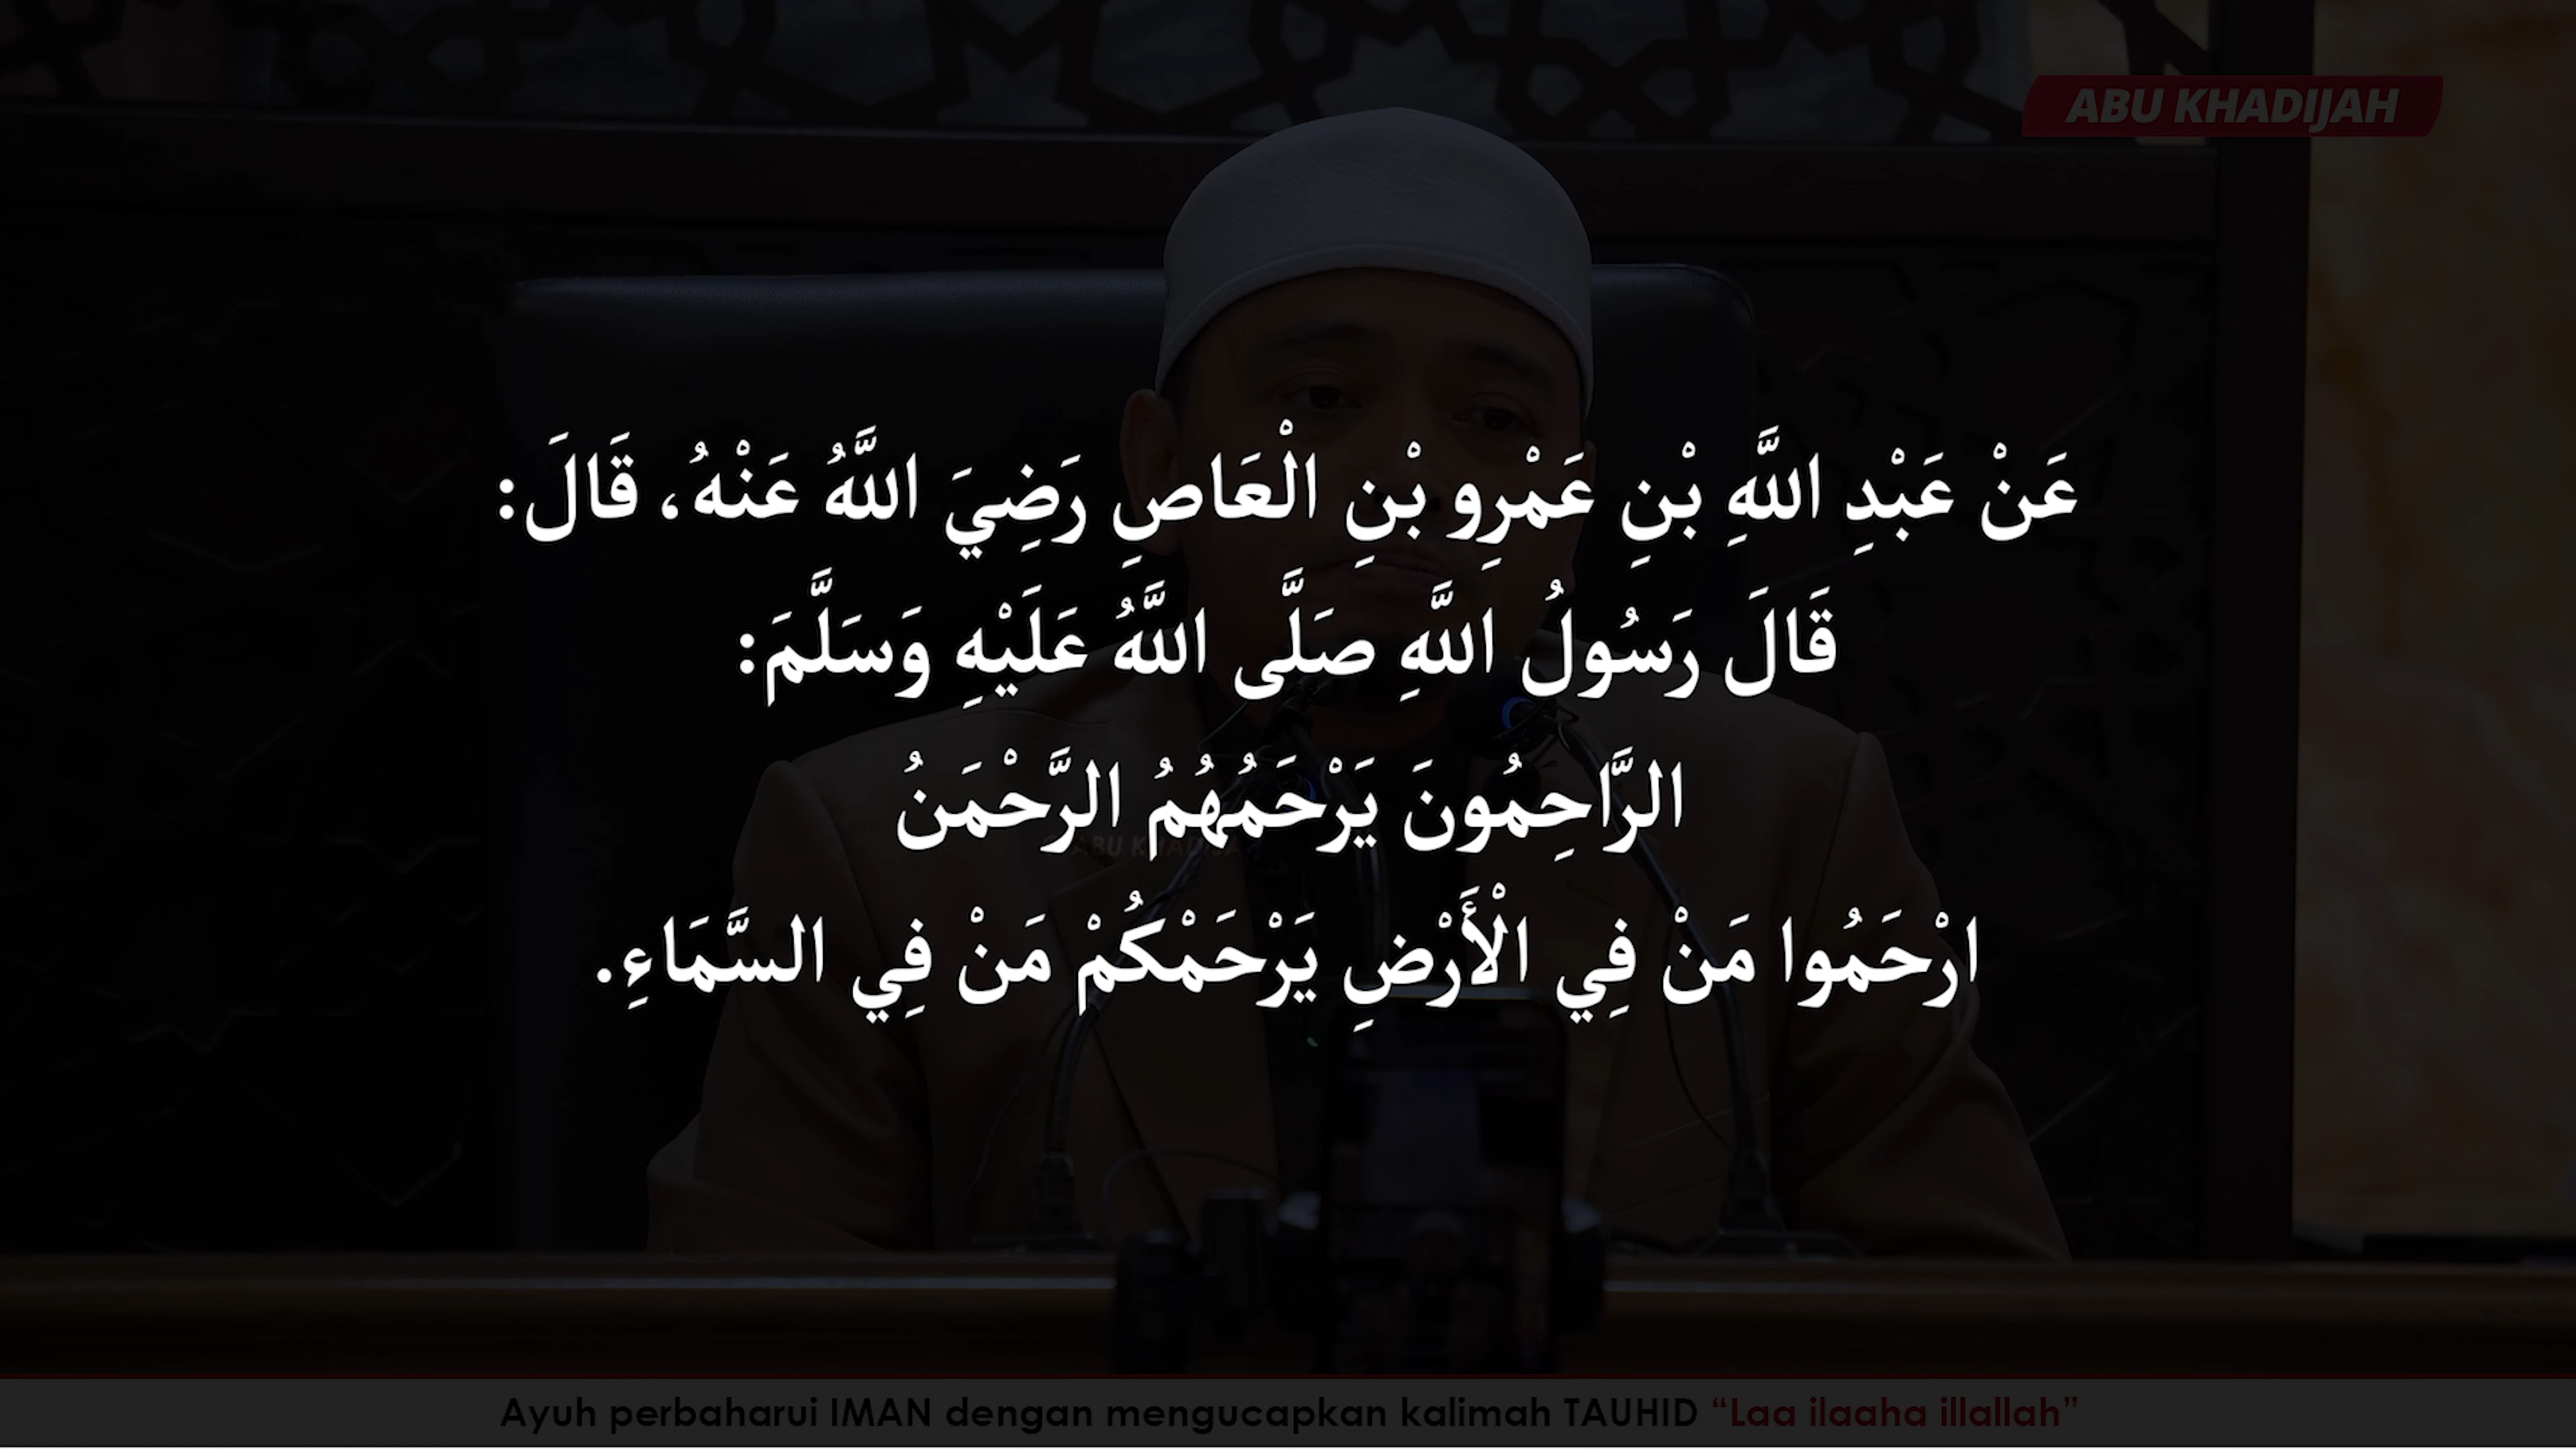 ABU KHADIJAH
عَنْ عَبْدِ اللَّهِ بْنِ عَمْرِو بْنِ الْعَاصِ رَضِيَ اللَّهُ عَنْهُ، قَالَ:
قَالَ رَسُولُ اللَّهِ صَلَّى اللَّهُ عَلَيْهِ وَسَلَّمَ:
الرَّاحِمُونَ يَرْحَمُهُمُ الرَّحْمَنُ
ارْحَمُوا مَنْ فِي الْأَرْضِ يَرْحَمْكُمْ مَنْ فِي السَّمَاءِ.
Ayuh perbaharui IMAN dengan mengucapkan kalimah TAUHID “Laa ilaaha illallah”